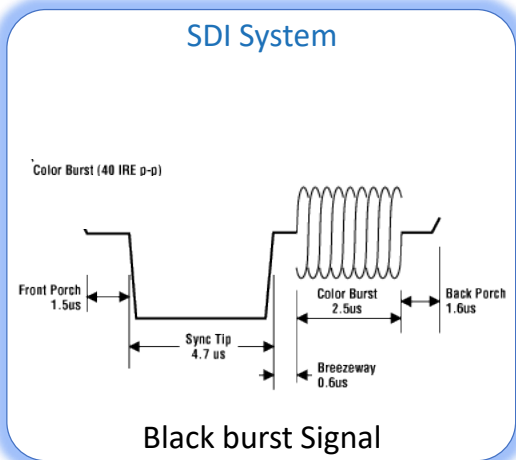 SDI System
'Color Burst (40 IRE p-p)
Front Porch
1.5us
Sync Tip
4.7 us
Color Burst
2.5us
Back Porch
1.6us
Breezeway
0.6us
Black burst Signal